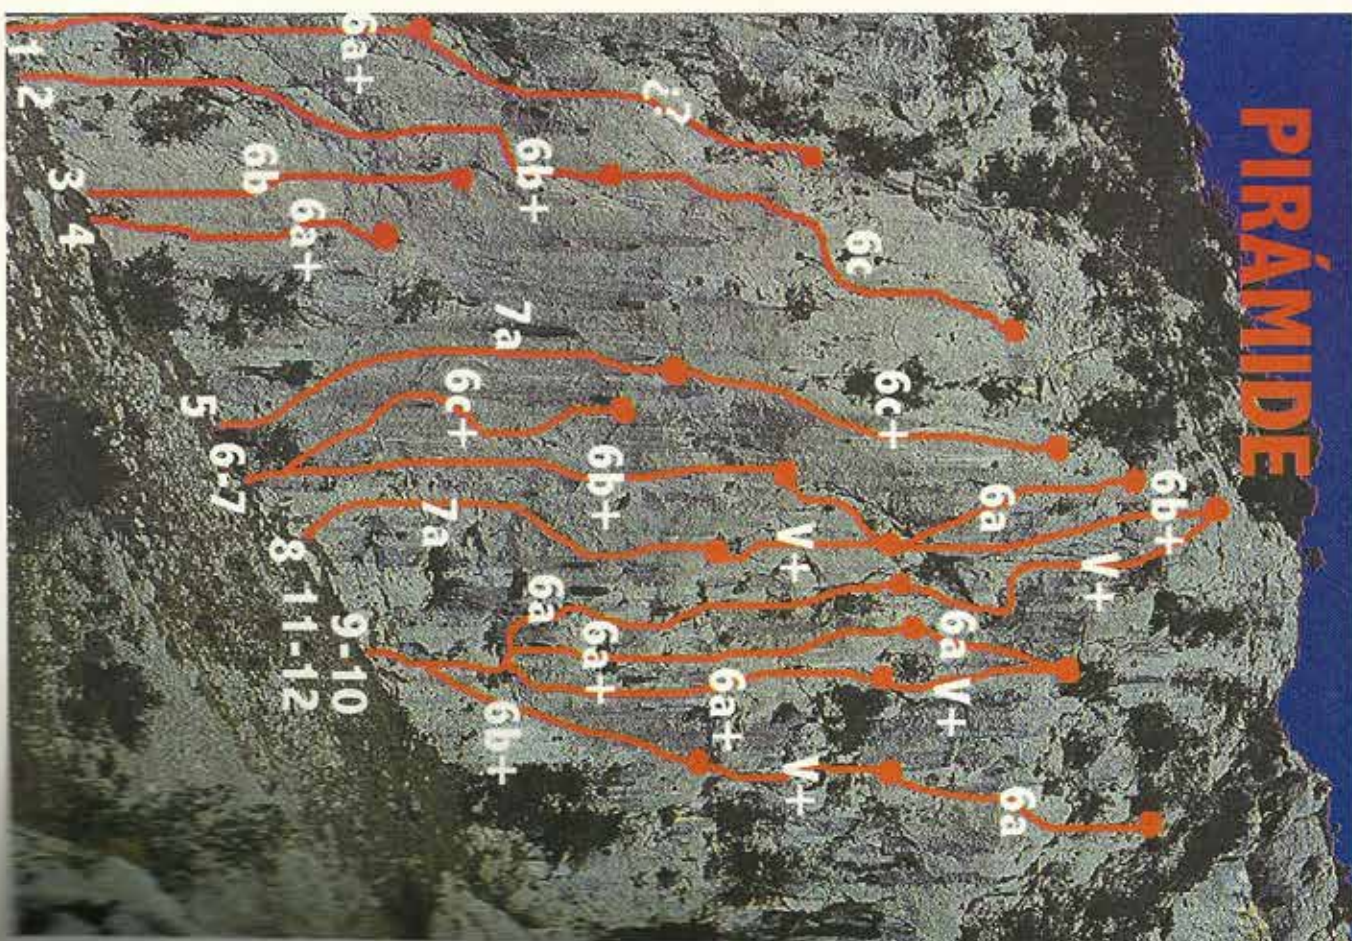 PIRÁMIDE
1
6a+
¿?
2
6b+
6c
3
6b
4
6a+
5
7a
6c+
6-7
6c+
6b+
6a
6b+
8
7a
V+
V+
9-10
11-12
6a
6a+
6a
6a+
V+
6b+
V+
6a